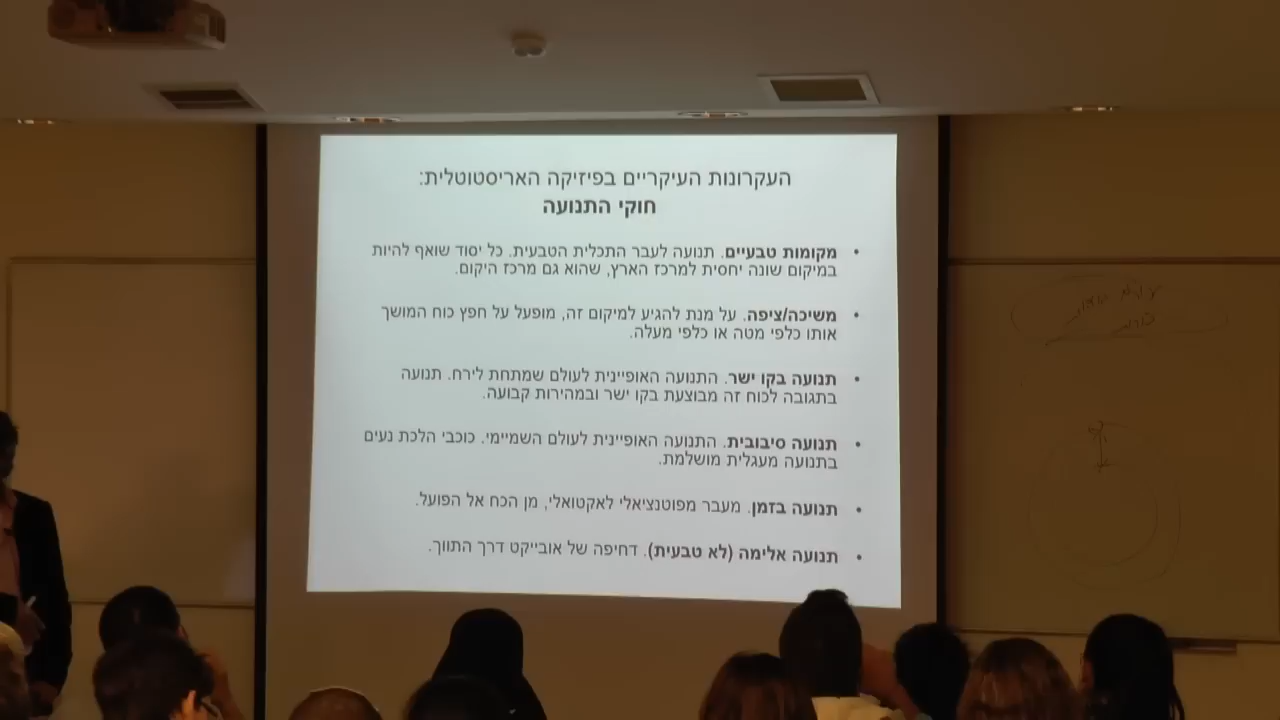 העקרונות העיקריים בפיזיקה האריסטוטלית:
חוקי התנועה
• מקומות טבעיים. תנועה לעבר התכלית הטבעית. כל יסוד שואף להיות
במיקום שונה יחסית למרכז הארץ, שהוא גם מרכז היקום.
• משיכה/ציפה. על מנת להגיע למיקום זה, מופעל על חפץ כוח המושך
אותו כלפי מטה או כלפי מעלה.
• תנועה בקו ישר. התנועה האופיינית לעולם שמתחת לירח. תנועה
בתגובה לכוח זה מבוצעת בקו ישר ובמהירות קבועה.
• תנועה סיבובית. התנועה האופיינית לעולם השמיימי. כוכבי הלכת נעים
בתנועה מעגלית מושלמת.
• תנועה בזמן. מעבר מפוטנציאלי לאקטואלי, מן הכח אל הפועל.
• תנועה אלימה (לא טבעית). דחיפה של אובייקט דרך התווך.